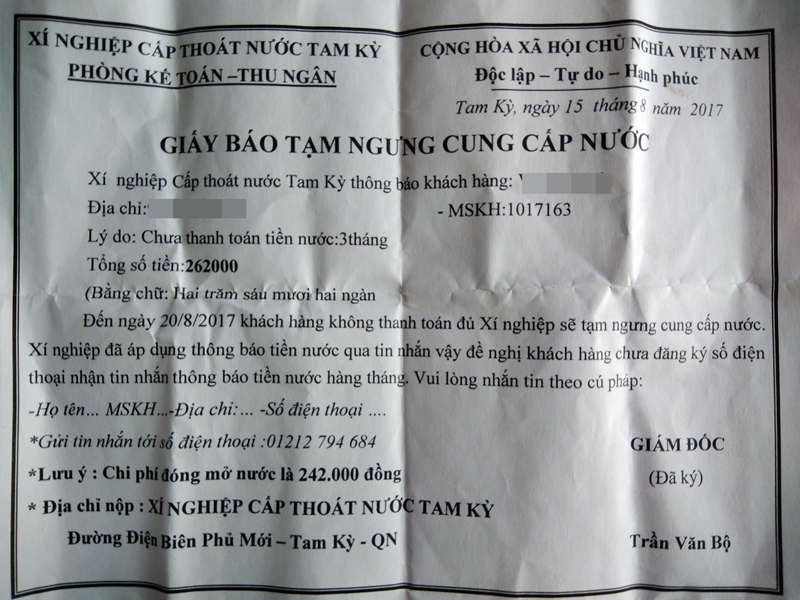 XÍ NGHIỆP CẤP THOÁT NƯỚC TAM KỲ
PHÒNG KẾ TOÁN –THU NGÂN
CỘNG HÒA XÃ HỘI CHỦ NGHĨA VIỆT NAM
Độc lập – Tự do – Hạnh phúc
Tam Kỳ, ngày 15 tháng 8 năm 2017
GIẤY BÁO TẠM NGƯNG CUNG CẤP NƯỚC
Xí nghiệp Cấp thoát nước Tam Kỳ thông báo khách hàng:
Địa chỉ: - MSKH:1017163
Lý do: Chưa thanh toán tiền nước:3tháng
Tổng số tiền:262000
(Bằng chữ: Hai trăm sáu mươi hai ngàn
Đến ngày 20/8/2017 khách hàng không thanh toán đủ Xí nghiệp sẽ tạm ngưng cung cấp nước.
Xí nghiệp đã áp dụng thông báo tiền nước qua tin nhắn vậy đề nghị khách hàng chưa đăng ký số điện
thoại nhận tin nhắn thông báo tiền nước hàng tháng. Vui lòng nhắn tin theo cú pháp:
-Họ tên... MSKH...-Địa chỉ:... -Số điện thoại ....
*Gửi tin nhắn tới số điện thoại :01212 794 684
*Lưu ý : Chi phí đóng mở nước là 242.000 đồng
* Địa chỉ nộp : XÍ NGHIỆP CẤP THOÁT NƯỚC TAM KỲ
Đường Điện Biên Phủ Mới – Tam Kỳ - QN
GIÁM ĐỐC
(Đã ký)
Trần Văn Bộ